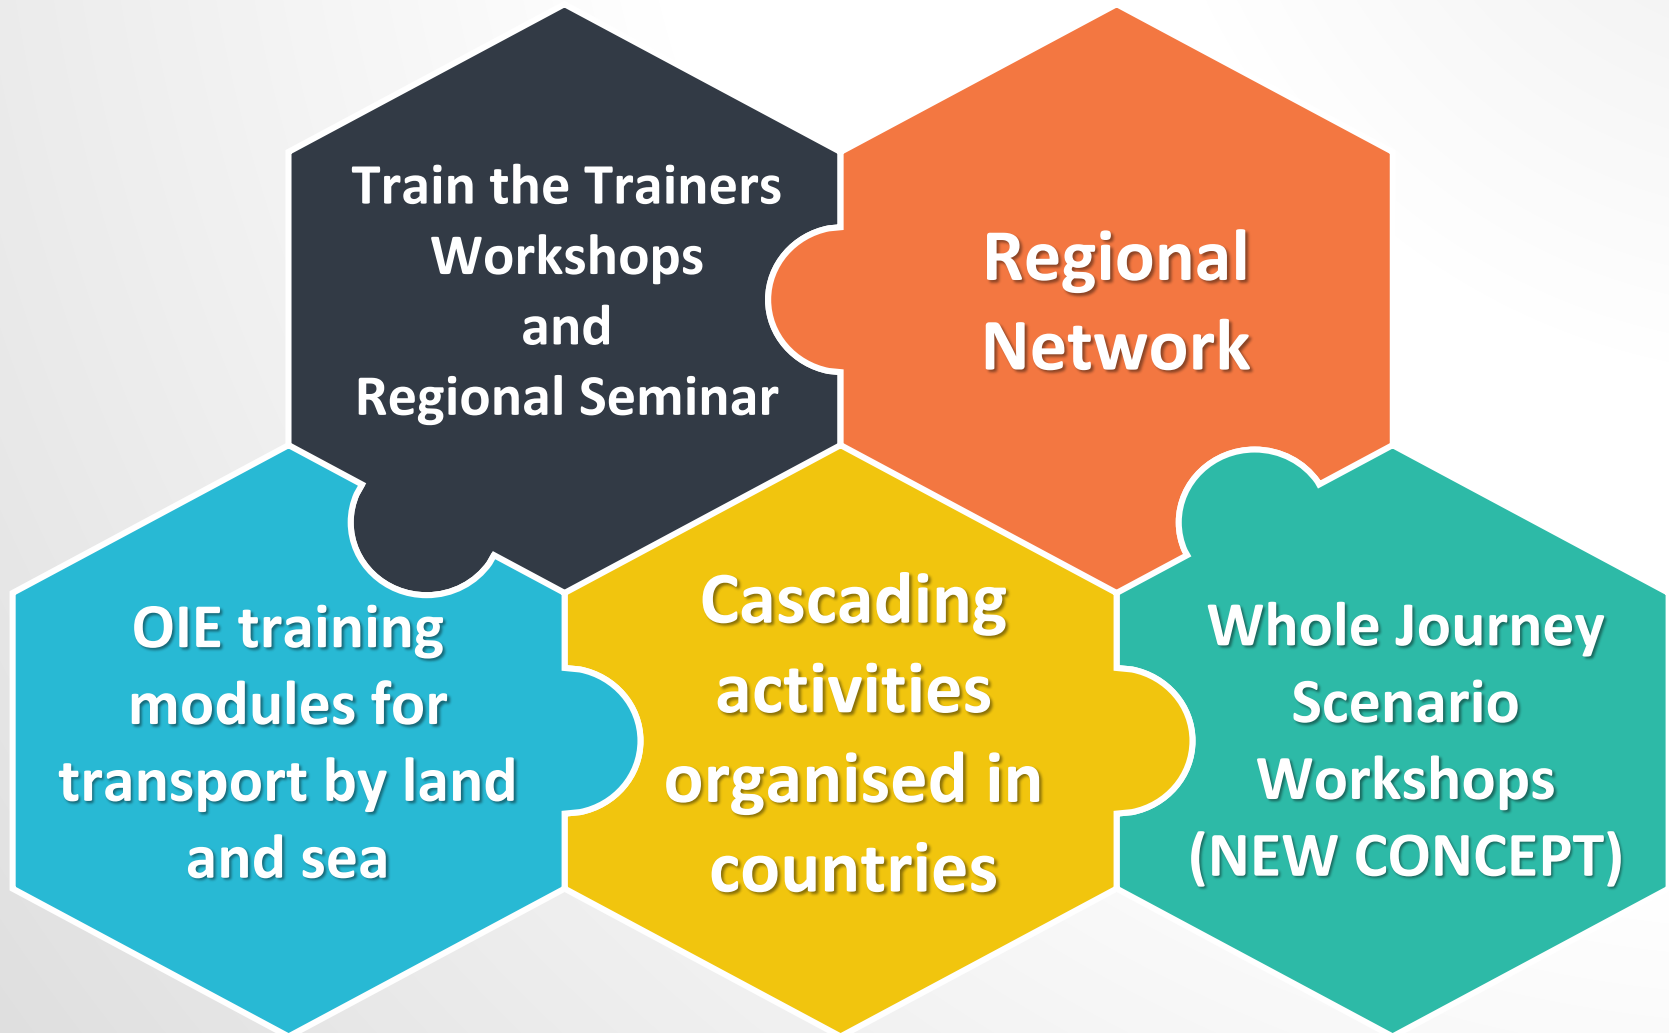 Train the Trainers
Workshops
and
Regional Seminar
Regional
Network
OIE training
modules for
transport by land
and sea
Cascading
activities
organised in
countries
Whole Journey
Scenario
Workshops
(NEW CONCEPT)